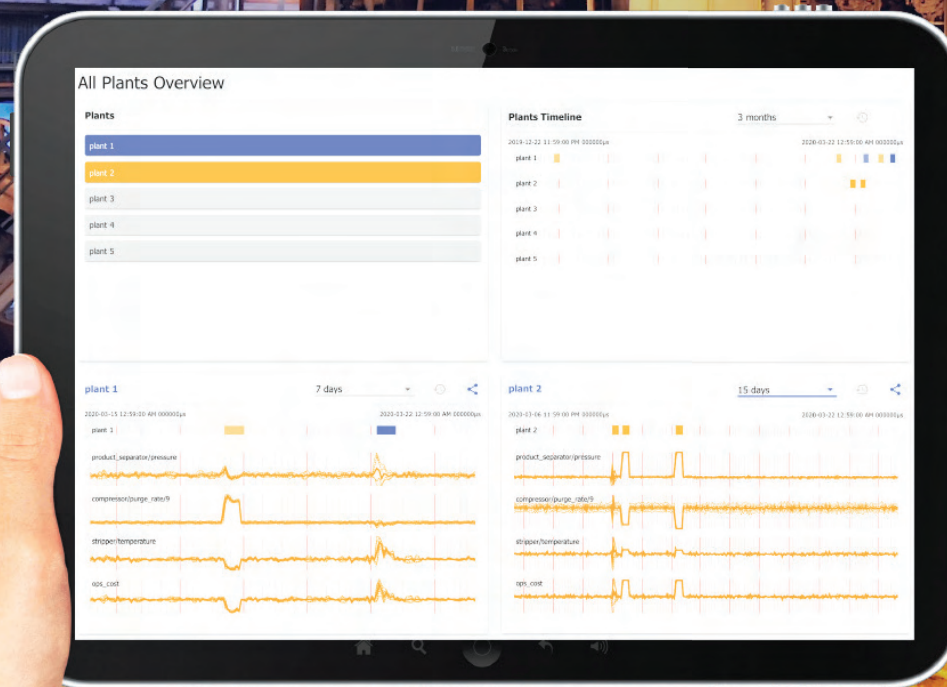 All Plants Overview
Plants
plant 1
plant 2
plant 3
plant 4
plant 5
Plants Timeline
3 months
2019-12-22 11:59:00 PM 000000µs
2020-03-22 12:59:00 AM 000000µs
plant 1
plant 2
plant 3
plant 4
plant 5
plant 1
7 days
2020-03-15 12:59:00 AM 000000µs
2020-03-22 12:59:00 AM 000000µs
plant 1
product_separator/pressure
compressor/purge_rate/9
stripper/temperature
ops_cost
plant 2
15 days
2020-03-06 11:59:00 PM 000000µs
2020-03-22 12:59:00 AM 000000µs
plant 2
product_separator/pressure
compressor/purge_rate/9
stripper/temperature
ops_cost